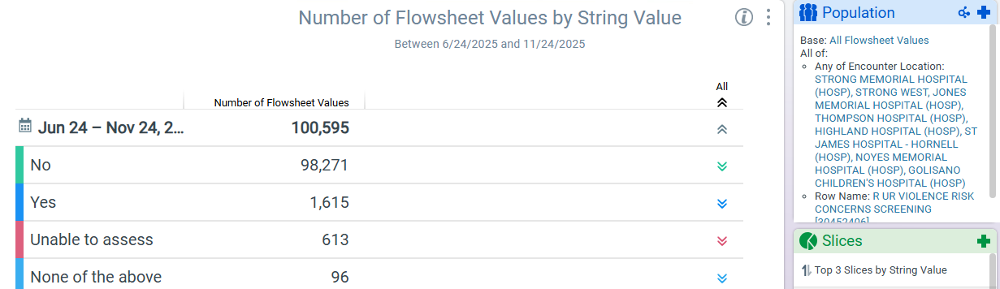 Number of Flowsheet Values by String Value
Between 6/24/2025 and 11/24/2025
All
Number of Flowsheet Values
Jun 24 – Nov 24, 2... 100,595
No 98,271
Yes 1,615
Unable to assess 613
None of the above 96
Population
Base: All Flowsheet Values
All of:
Any of Encounter Location:
STRONG MEMORIAL HOSPITAL
(HOSP), STRONG WEST, JONES
MEMORIAL HOSPITAL (HOSP),
THOMPSON HOSPITAL (HOSP),
HIGHLAND HOSPITAL (HOSP), ST
JAMES HOSPITAL - HORNELL
(HOSP), NOYES MEMORIAL
HOSPITAL (HOSP), GOLISANO
CHILDREN'S HOSPITAL (HOSP)
Row Name: R UR VIOLENCE RISK
CONCERNS SCREENING
[30452406]
Slices
Top 3 Slices by String Value